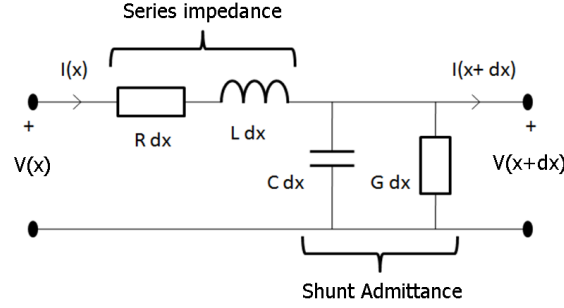 Series impedance
I(x)
I(x+ dx)
R dx
L dx
+
+
V(x)
C dx
G dx
V(x+dx)
Shunt Admittance